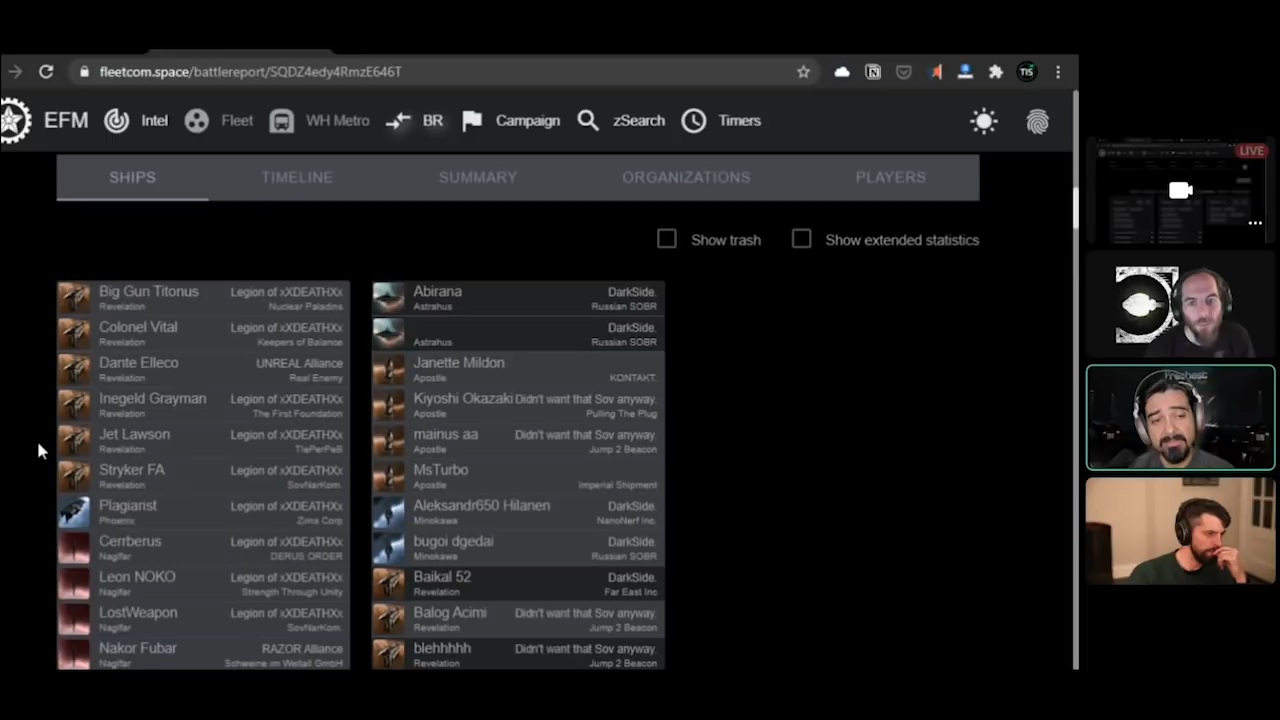 fleetcom.space/battlereport/SQDZ4edy4RmzE646T
TIS
EFM Intel Fleet WH Metro BR Campaign zSearch Timers
LIVE
SHIPS TIMELINE SUMMARY ORGANIZATIONS PLAYERS
Show trash Show extended statistics
Big Gun Titonus Legion of xXDEATHXx
Revelation Nuclear Paladins
Colonel Vital Legion of xXDEATHXx
Revelation Keepers of Balance
Dante Elleco UNREAL Alliance
Revelation Real Enemy
Inegeld Grayman Legion of xXDEATHXx
Revelation The First Foundation
Jet Lawson Legion of xXDEATHXx
Revelation TiePerPeB
Stryker FA Legion of xXDEATHXx
Revelation SovNarKom.
Plagiarist Legion of xXDEATHXx
Phoenix Zima Corp
Cerrberus Legion of xXDEATHXx
Naglfar DERUS ORDER
Leon NOKO Legion of xXDEATHXx
Naglfar Strength Through Unity
LostWeapon Legion of xXDEATHXx
Naglfar SovNarKom.
Nakor Fubar RAZOR Alliance
Naglfar Schweine im Weltall GmbH
Abirana DarkSide.
Astrahus Russian SOBR
DarkSide.
Astrahus Russian SOBR
Janette Mildon
Apostle KONTAKT.
Kiyoshi Okazaki Didn't want that Sov anyway.
Apostle Pulling The Plug
mainus aa Didn't want that Sov anyway.
Apostle Jump 2 Beacon
MsTurbo
Apostle Imperial Shipment
Aleksandr650 Hilanen DarkSide.
Minokawa NanoNerf Inc.
bugoi dgedai DarkSide.
Minokawa Russian SOBR
Baikal 52 DarkSide.
Revelation Far East Inc
Balog Acimi Didn't want that Sov anyway.
Revelation Jump 2 Beacon
blehhhhh Didn't want that Sov anyway.
Revelation Jump 2 Beacon